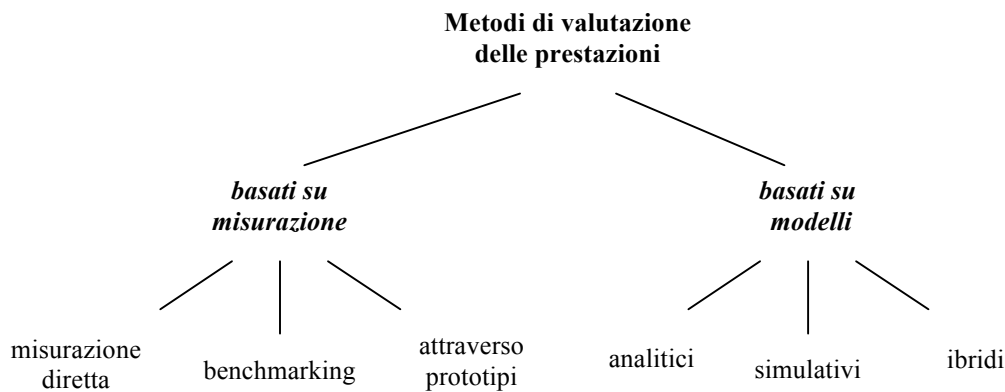 Metodi di valutazione
delle prestazioni
basati su
misurazione
basati su
modelli
misurazione
diretta
benchmarking
attraverso
prototipi
analitici
simulativi
ibridi